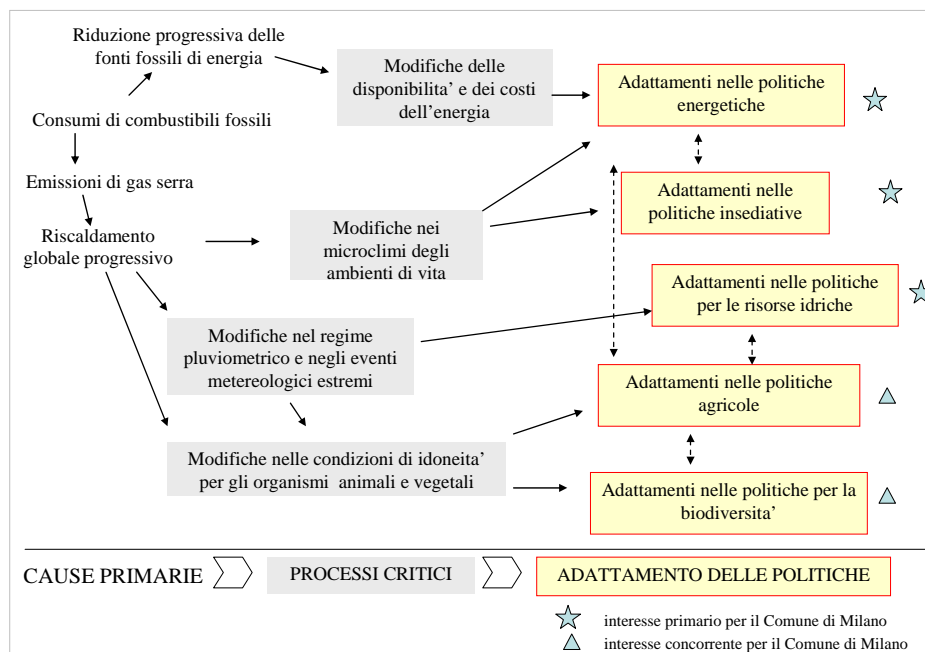 Riduzione progressiva delle
fonti fossili di energia
Modifiche delle
disponibilita' e dei costi
dell'energia
Adattamenti nelle politiche
energetiche
Consumi di combustibili fossili
Emissioni di gas serra
Adattamenti nelle
politiche insediative
Riscaldamento
globale progressivo
Modifiche nei
microclimi degli
ambienti di vita
Adattamenti nelle politiche
per le risorse idriche
Modifiche nel regime
pluviometrico e negli eventi
metereologici estremi
Adattamenti nelle politiche
agricole
Modifiche nelle condizioni di idoneita'
per gli organismi animali e vegetali
Adattamenti nelle politiche per la
biodiversita'
CAUSE PRIMARIE
PROCESSI CRITICI
ADATTAMENTO DELLE POLITICHE
interesse primario per il Comune di Milano
interesse concorrente per il Comune di Milano